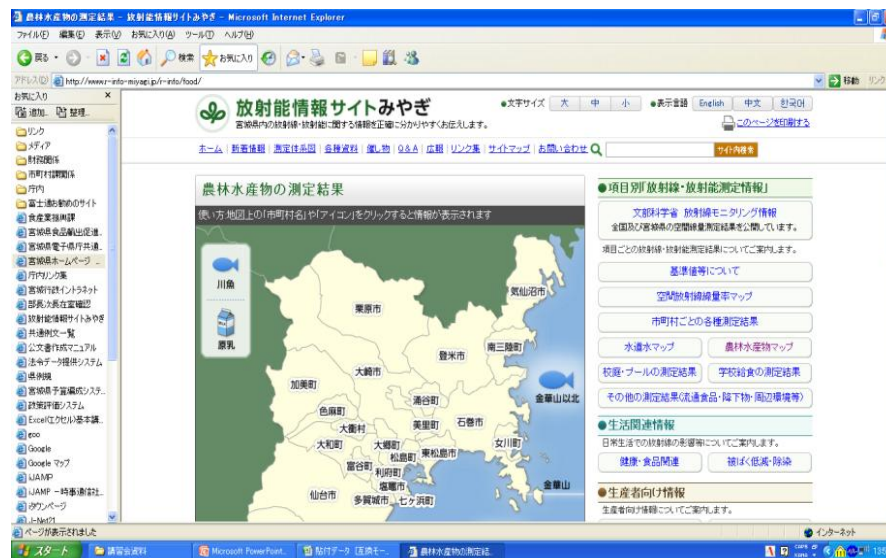 農林水産物の測定結果 - 放射能情報サイトみやぎ - Microsoft Internet Explorer
ファイル(F) 編集(E) 表示(V) お気に入り(A) ツール(T) ヘルプ(H)
戻る 検索 お気に入り
アドレス(D) http://www.r-info-miyagi.jp/r-info/food/ 移動 リンク
お気に入り
追加... 整理...
リンク
メディア
財務関係
市町村課関係
庁内
富士通お勧めのサイト
食産業振興課
宮城県食品輸出促進..
宮城県電子県庁共通..
宮城県ホームページ ...
庁内リンク集
宮城行政イントラネット
部長次長在室確認
放射能情報サイトみやぎ
共通例文一覧
公文書作成マニュアル
法令データ提供システム
県例規
宮城県予算編成システ..
政策評価システム
Excel(エクセル)基本講..
goo
Google
Google マップ
iJAMP
iJAMP －時事通信社..
タウンページ
J-Net21
放射能情報サイトみやぎ
宮城県内の放射線・放射能に関する情報を正確に分かりやすくお伝えします。
●文字サイズ 大 中 小 ●表示言語 English 中文 한국어
このページを印刷する
ホーム 新着情報 測定体系図 各種資料 催し物 Q&A 広報 リンク集 サイトマップ お問い合わせ サイト内検索
農林水産物の測定結果
使い方:地図上の「市町村名」や「アイコン」をクリックすると情報が表示されます
川魚
原乳
気仙沼市
栗原市
登米市
南三陸町
大崎市
加美町
金華山以北
涌谷町
色麻町
美里町
石巻市
大衡村
大和町
大郷町
女川町
松島町
東松島市
富谷町
利府町
塩竈市
金華山
仙台市
多賀城市
七ヶ浜町
●項目別「放射線・放射能測定情報」
文部科学省 放射線モニタリング情報
全国及び宮城県の空間線量測定結果を公開しています。
項目ごとの放射線・放射能測定結果についてご案内します。
基準値等について
空間放射線線量率マップ
市町村ごとの各種測定結果
水道水マップ 農林水産物マップ
校庭・プールの測定結果 学校給食の測定結果
その他の測定結果(流通食品・降下物・周辺環境等)
●生活関連情報
日常生活での放射線の影響等についてご案内します。
健康・食品関連 被ばく低減・除染
●生産者向け情報
生産者向け情報についてご案内します。
ページが表示されました インターネット
スタート 講習会資料 Microsoft PowerPoint... 貼付データ [互換モー.. 農林水産物の測定結..